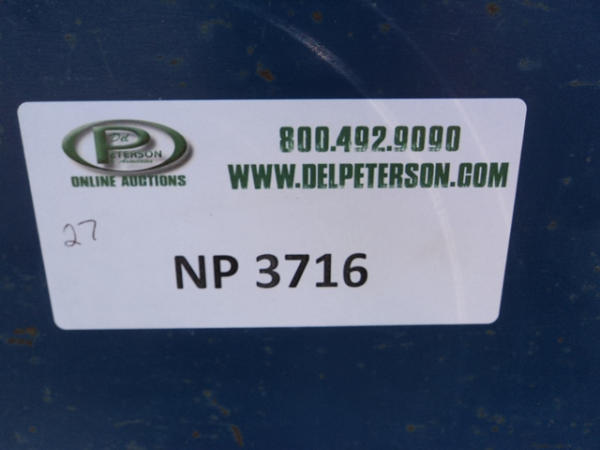 Del
PETERSON
ONLINE AUCTIONS
800.492.9090
WWW.DELPETERSON.COM
27
NP 3716